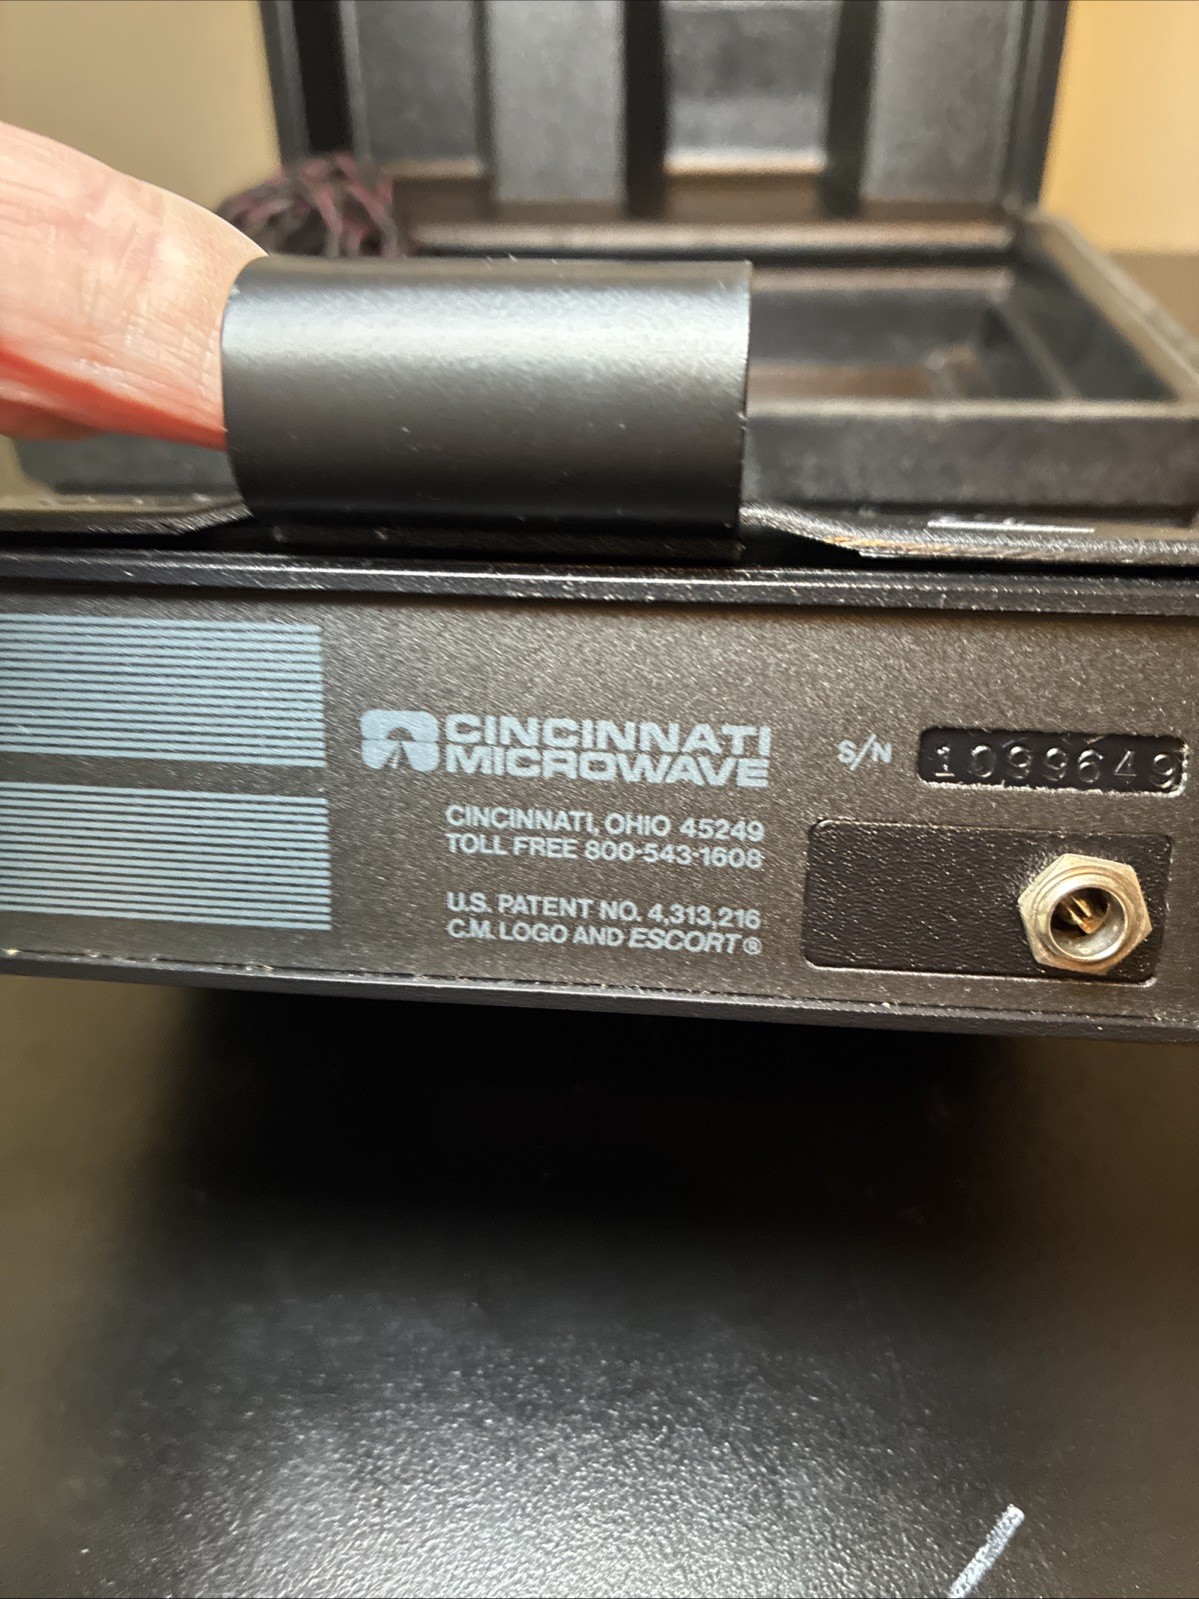 CINCINNATI
MICROWAVE
CINCINNATI, OHIO 45249
TOLL FREE 800-543-1608
U.S. PATENT NO. 4,313,216
C.M. LOGO AND ESCORT®
S/N 1099649